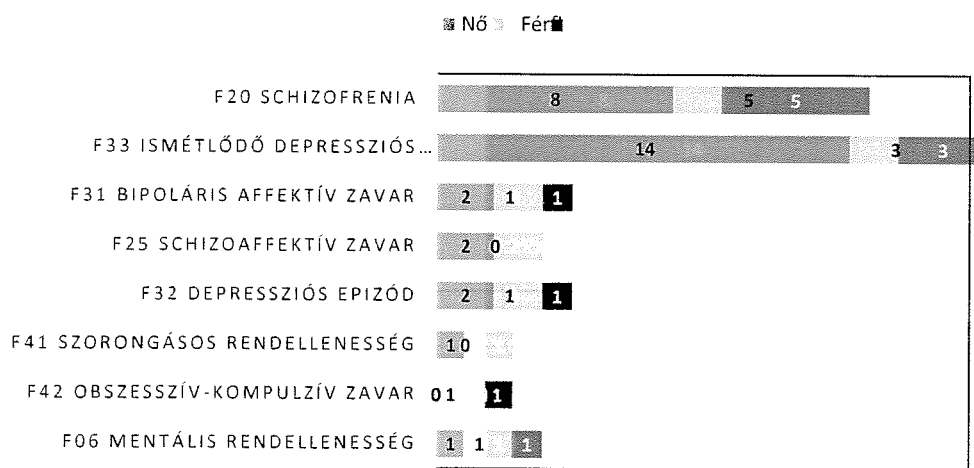 Nő Férfi
F20 SCHIZOFRENIA 8 5 5
F33 ISMÉTLŐDŐ DEPRESSZIÓS... 14 3 3
F31 BIPOLÁRIS AFFEKTÍV ZAVAR 2 1 1
F25 SCHIZOAFFEKTÍV ZAVAR 2 0
F32 DEPRESSZIÓS EPIZÓD 2 1 1
F41 SZORONGÁSOS RENDELLENESSÉG 1 0
F42 OBSZESSZÍV-KOMPULZÍV ZAVAR 0 1 1
F06 MENTÁLIS RENDELLENESSÉG 1 1 1